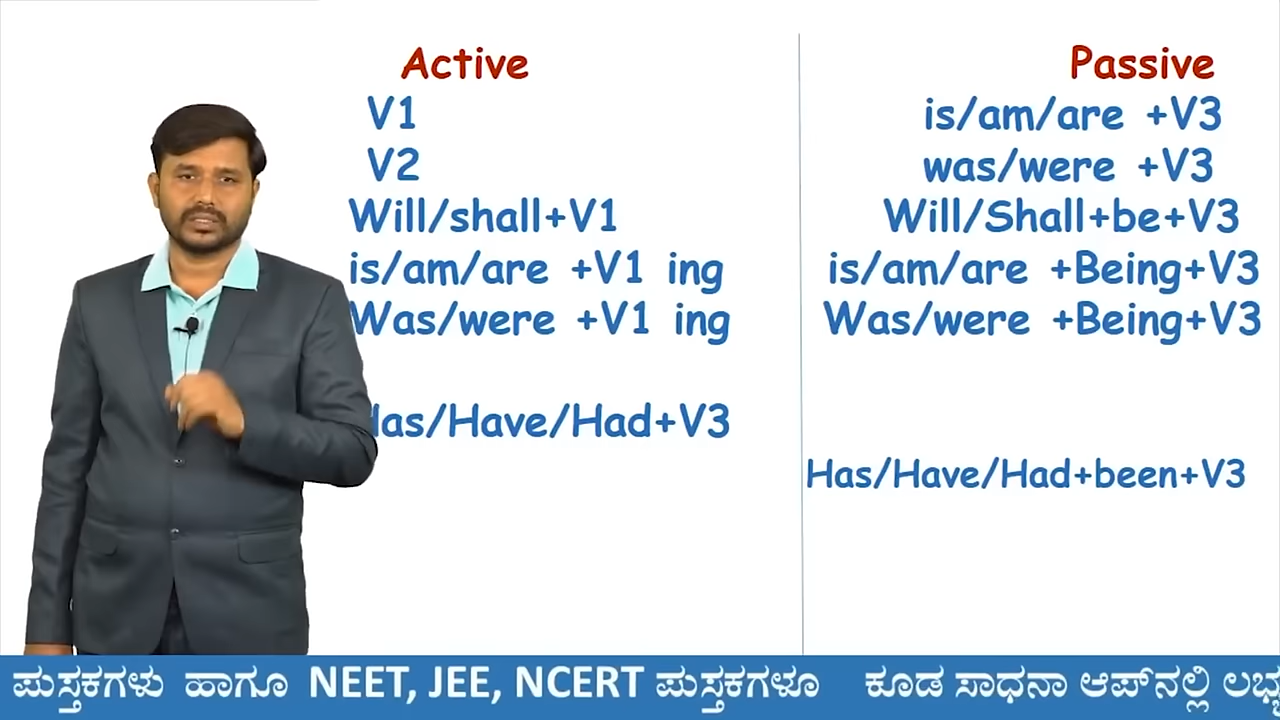 Active
V1
V2
Will/shall+V1
is/am/are +V1 ing
Was/were +V1 ing
Has/Have/Had+V3
Passive
is/am/are +V3
was/were +V3
Will/Shall+be+V3
is/am/are +Being+V3
Was/were +Being+V3
Has/Have/Had+been+V3
ಪುಸ್ತಕಗಳು ಹಾಗೂ NEET, JEE, NCERT ಪುಸ್ತಕಗಳೂ ಕೂಡ ಸಾಧನಾ ಆಪ್‌ನಲ್ಲಿ